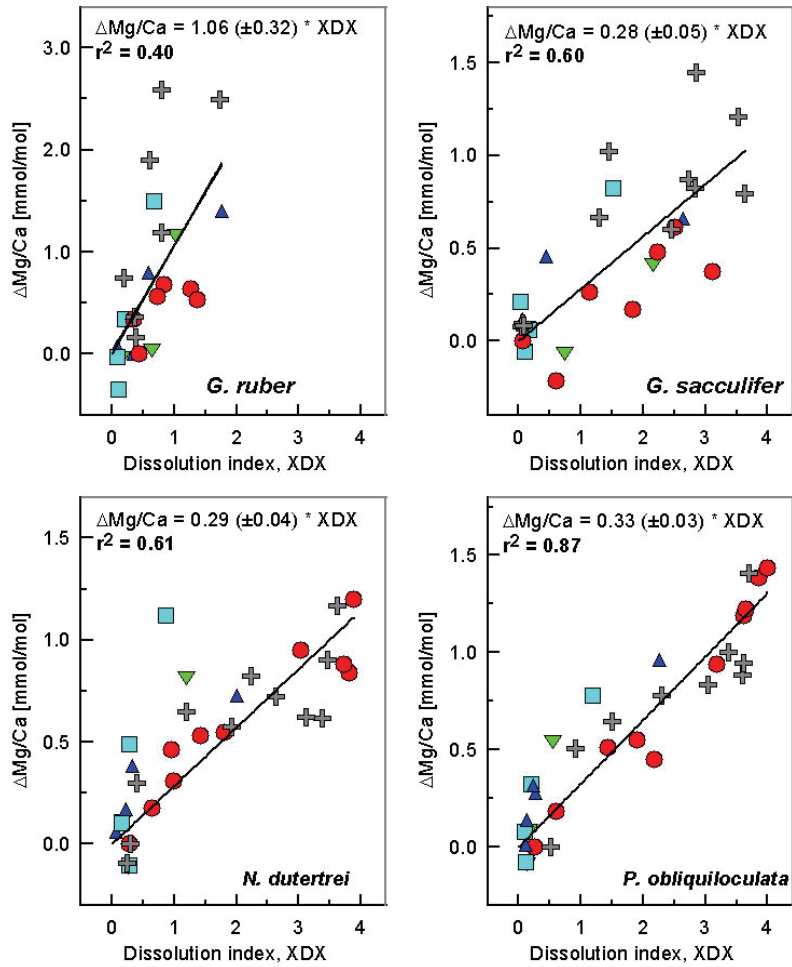 ΔMg/Ca = 1.06 (±0.32) * XDX
r² = 0.40
3.0
2.0
1.0
0.0
ΔMg/Ca [mmol/mol]
G. ruber
0 1 2 3 4
Dissolution index, XDX
ΔMg/Ca = 0.28 (±0.05) * XDX
r² = 0.60
1.5
1.0
0.5
0.0
ΔMg/Ca [mmol/mol]
G. sacculifer
0 1 2 3 4
Dissolution index, XDX
ΔMg/Ca = 0.29 (±0.04) * XDX
r² = 0.61
1.5
1.0
0.5
0.0
ΔMg/Ca [mmol/mol]
N. dutertrei
0 1 2 3 4
Dissolution index, XDX
ΔMg/Ca = 0.33 (±0.03) * XDX
r² = 0.87
1.5
1.0
0.5
0.0
ΔMg/Ca [mmol/mol]
P. obliquiloculata
0 1 2 3 4
Dissolution index, XDX